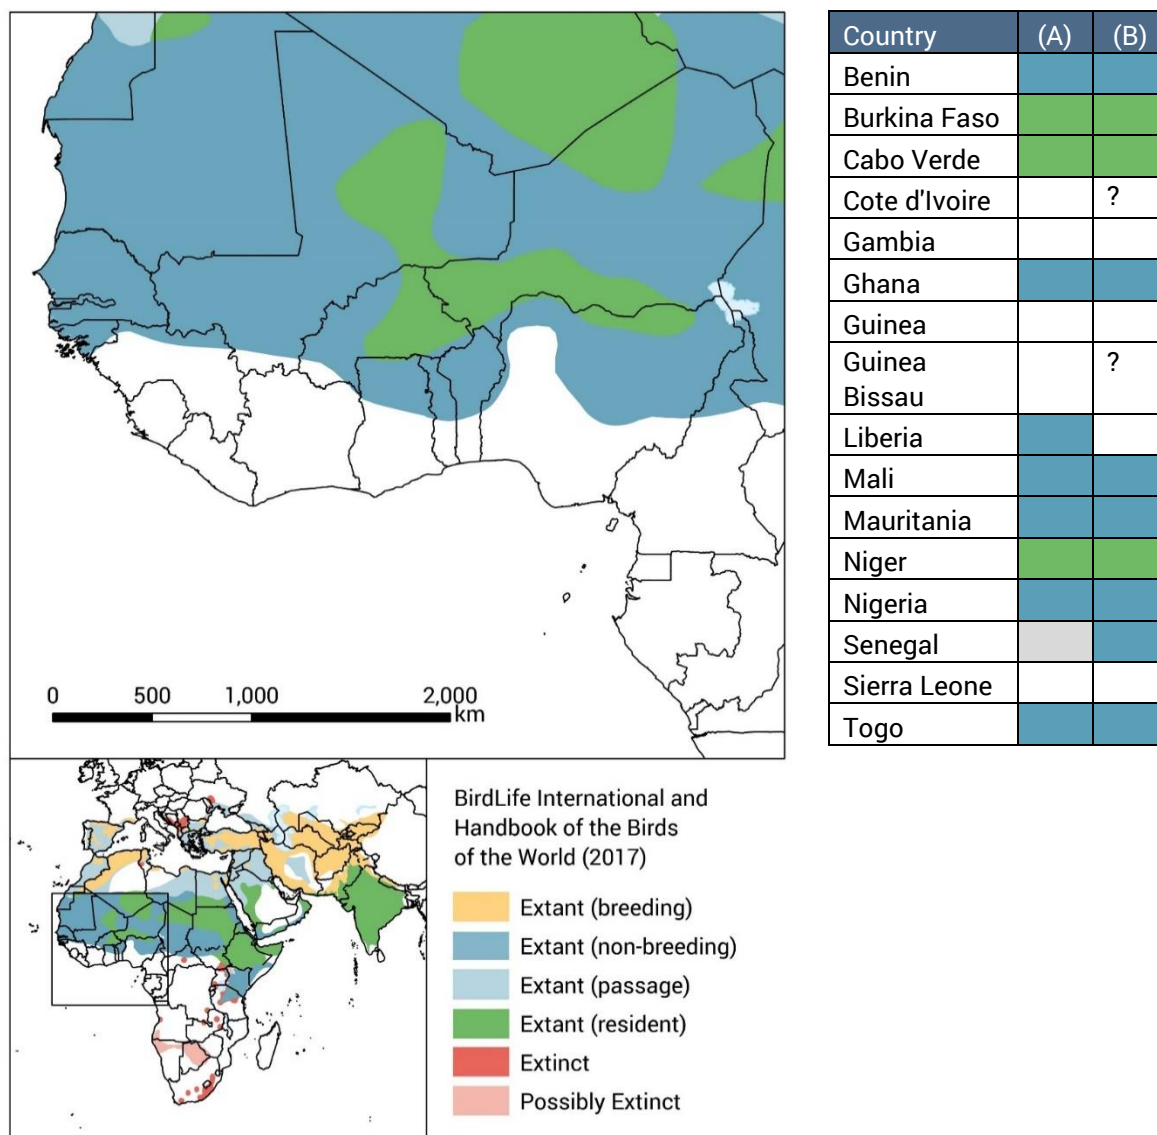 0 500 1,000 2,000
km
Country (A) (B)
Benin
Burkina Faso
Cabo Verde
Cote d'Ivoire ?
Gambia
Ghana
Guinea
Guinea ?
Bissau
Liberia
Mali
Mauritania
Niger
Nigeria
Senegal
Sierra Leone
Togo
BirdLife International and
Handbook of the Birds
of the World (2017)
Extant (breeding)
Extant (non-breeding)
Extant (passage)
Extant (resident)
Extinct
Possibly Extinct